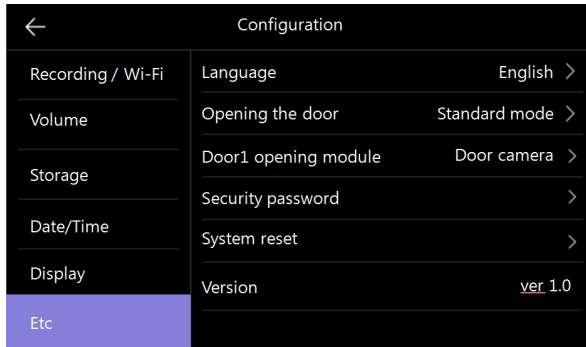 Configuration
Recording / Wi-Fi
Volume
Storage
Date/Time
Display
Etc
Language English
Opening the door Standard mode
Door1 opening module Door camera
Security password
System reset
Version ver 1.0